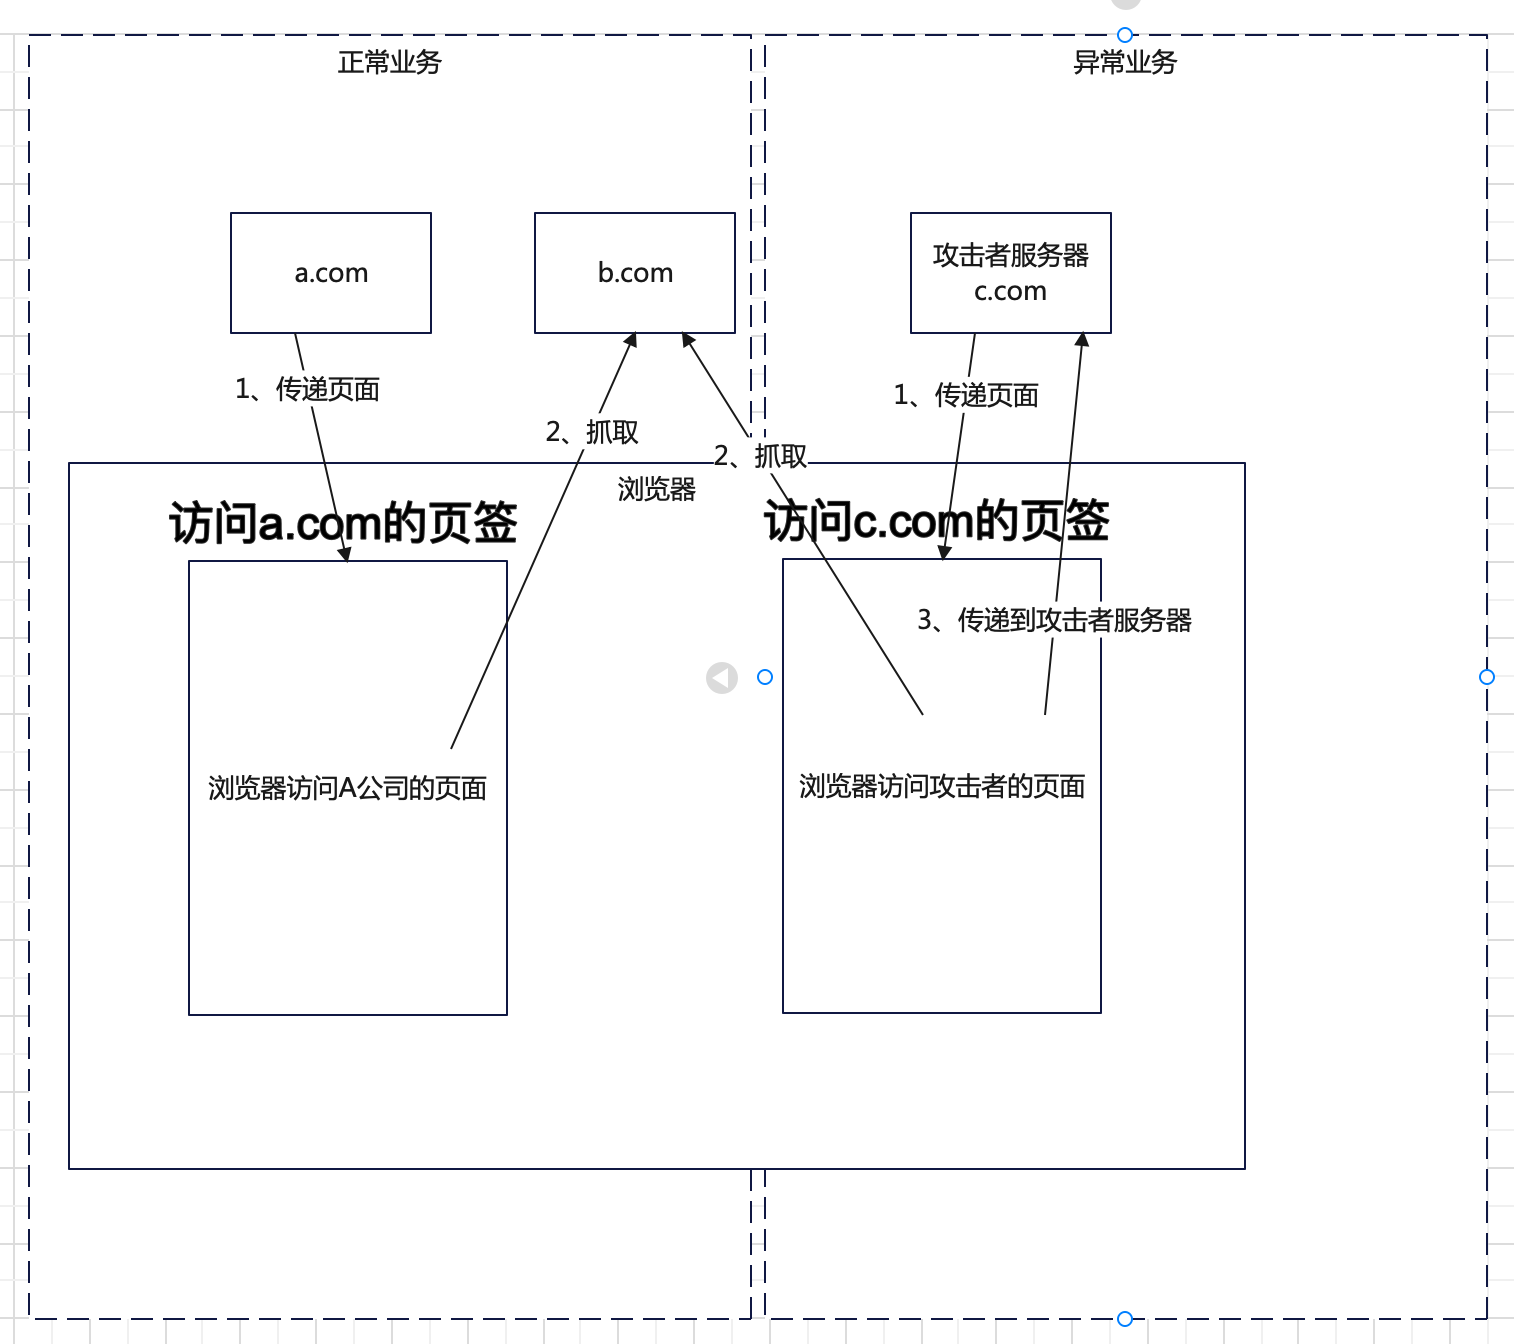 正常业务
异常业务
a.com
b.com
攻击者服务器
c.com
1、传递页面
2、抓取
2、抓取
1、传递页面
浏览器
访问a.com的页签
访问c.com的页签
3、传递到攻击者服务器
浏览器访问A公司的页面
浏览器访问攻击者的页面